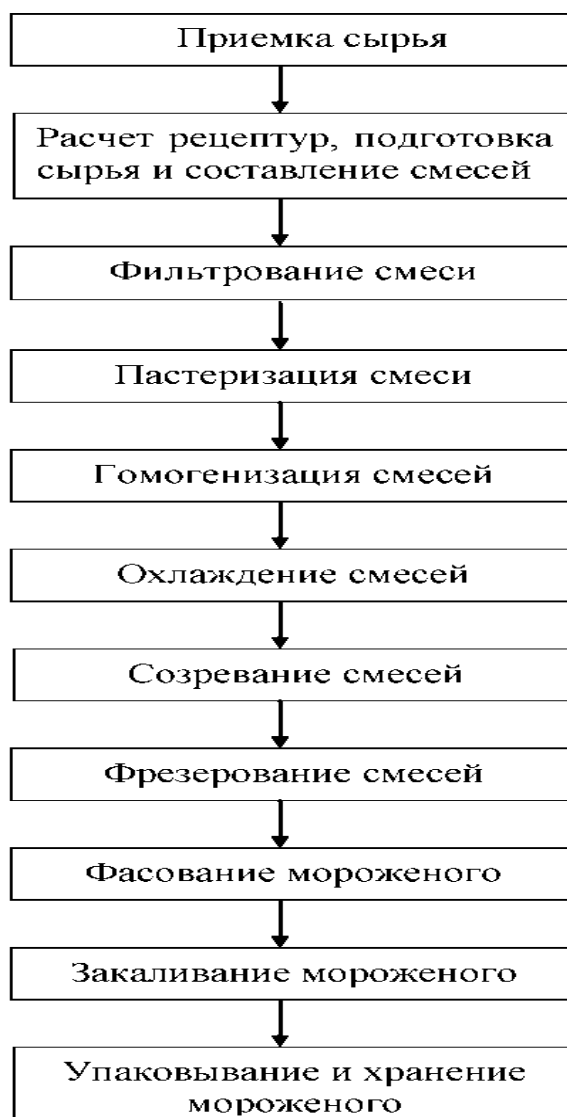 Приемка сырья
Расчет рецептур, подготовка
сырья и составление смесей
Фильтрование смеси
Пастеризация смеси
Гомогенизация смесей
Охлаждение смесей
Созревание смесей
Фрезерование смесей
Фасование мороженого
Закаливание мороженого
Упаковывание и хранение
мороженого